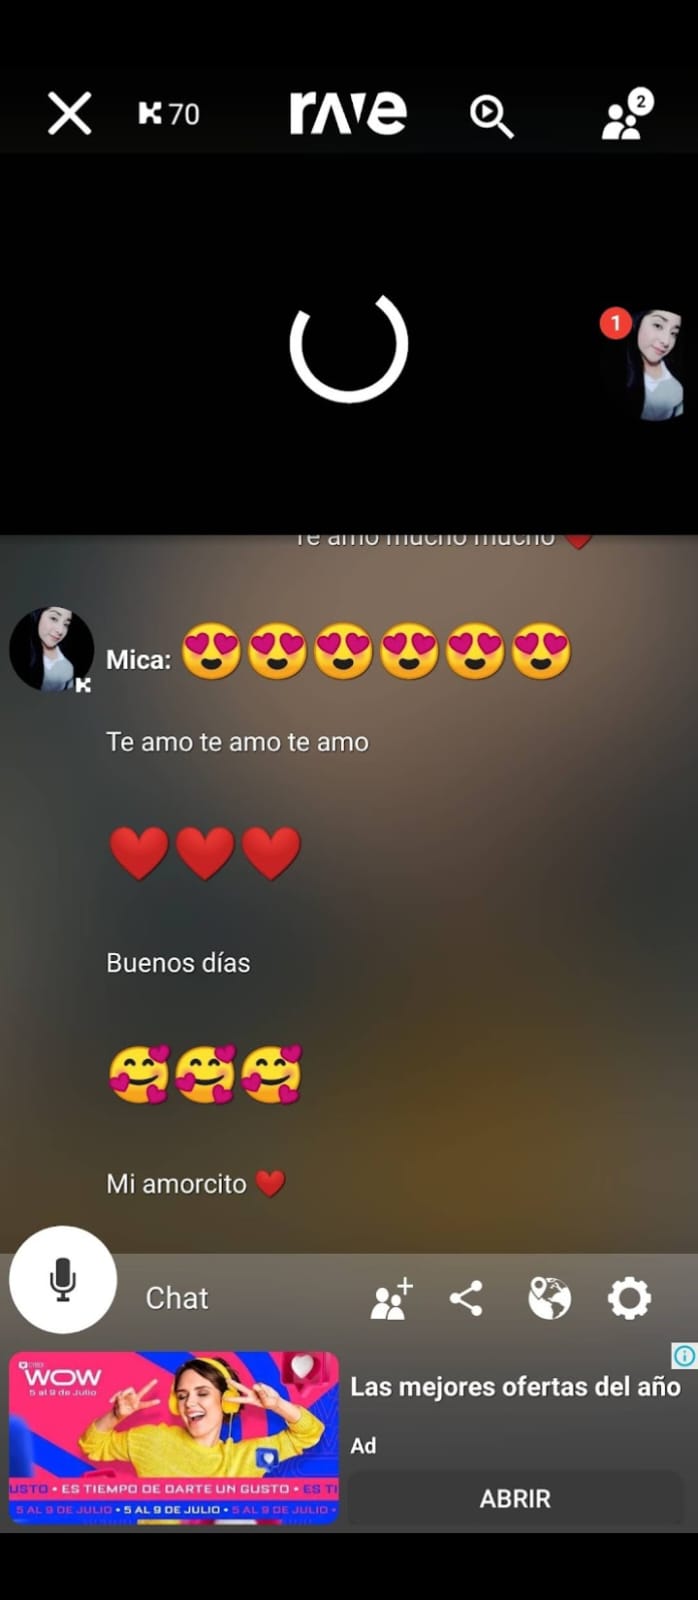 K 70
rave
2
1
Te amo mucho mucho ❤️
Mica: 😍😍😍😍😍😍
Te amo te amo te amo
❤️❤️❤️
Buenos días
🥰🥰🥰
Mi amorcito ❤️
Chat
CYBER
WOW
5 al 9 de Julio
Las mejores ofertas del año
Ad
USTO • ES TIEMPO DE DARTE UN GUSTO • ES TI
5 AL 9 DE JULIO • 5 AL 9 DE JULIO • 5 AL 9 DE JULIO •
ABRIR